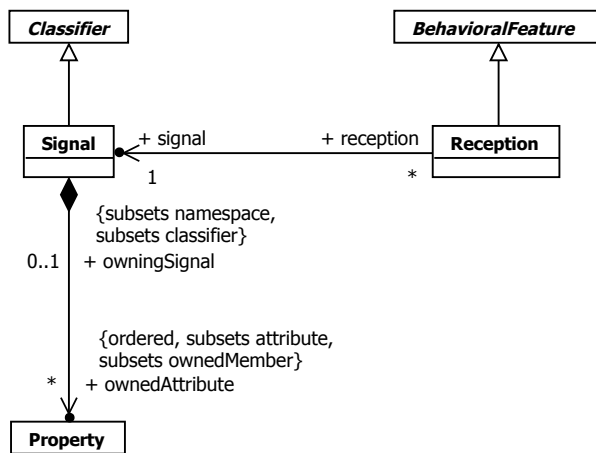 Classifier
BehavioralFeature
Signal
+ signal
+ reception
Reception
1
*
{subsets namespace,
subsets classifier}
0..1
+ owningSignal
{ordered, subsets attribute,
subsets ownedMember}
*
+ ownedAttribute
Property